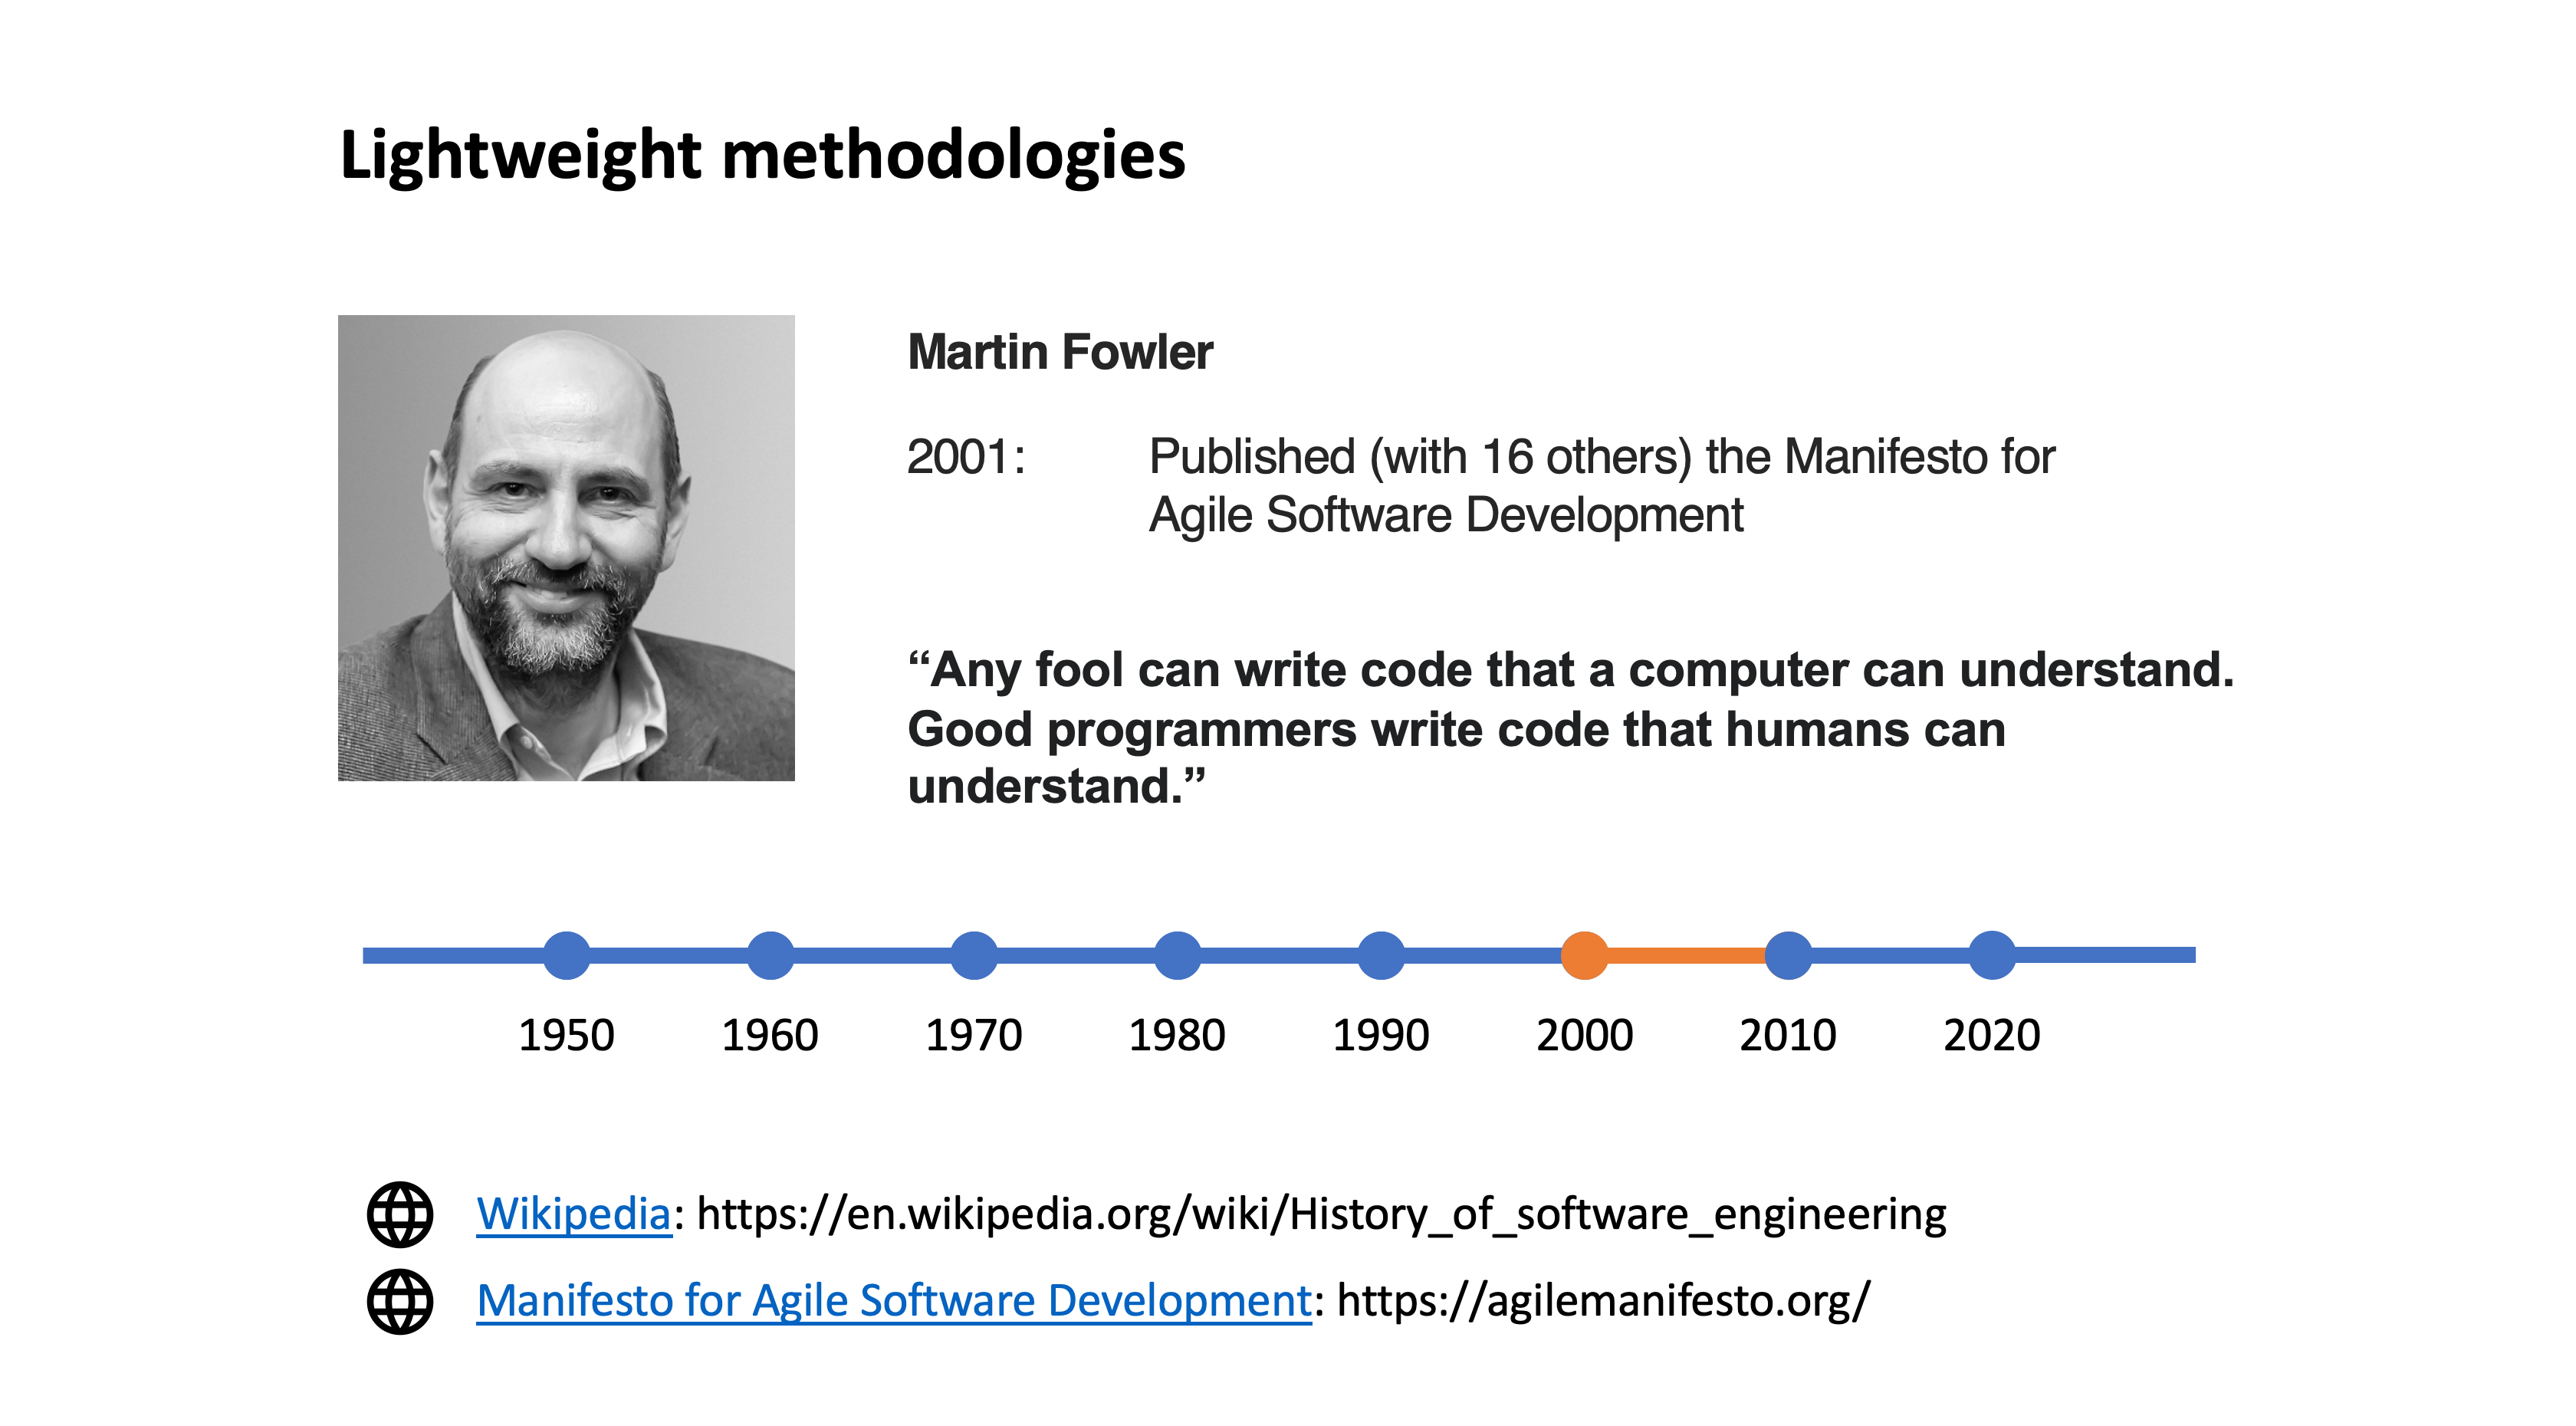 Lightweight methodologies
Martin Fowler
2001: Published (with 16 others) the Manifesto for
Agile Software Development
“Any fool can write code that a computer can understand.
Good programmers write code that humans can
understand.”
1950 1960 1970 1980 1990 2000 2010 2020
Wikipedia: https://en.wikipedia.org/wiki/History_of_software_engineering
Manifesto for Agile Software Development: https://agilemanifesto.org/